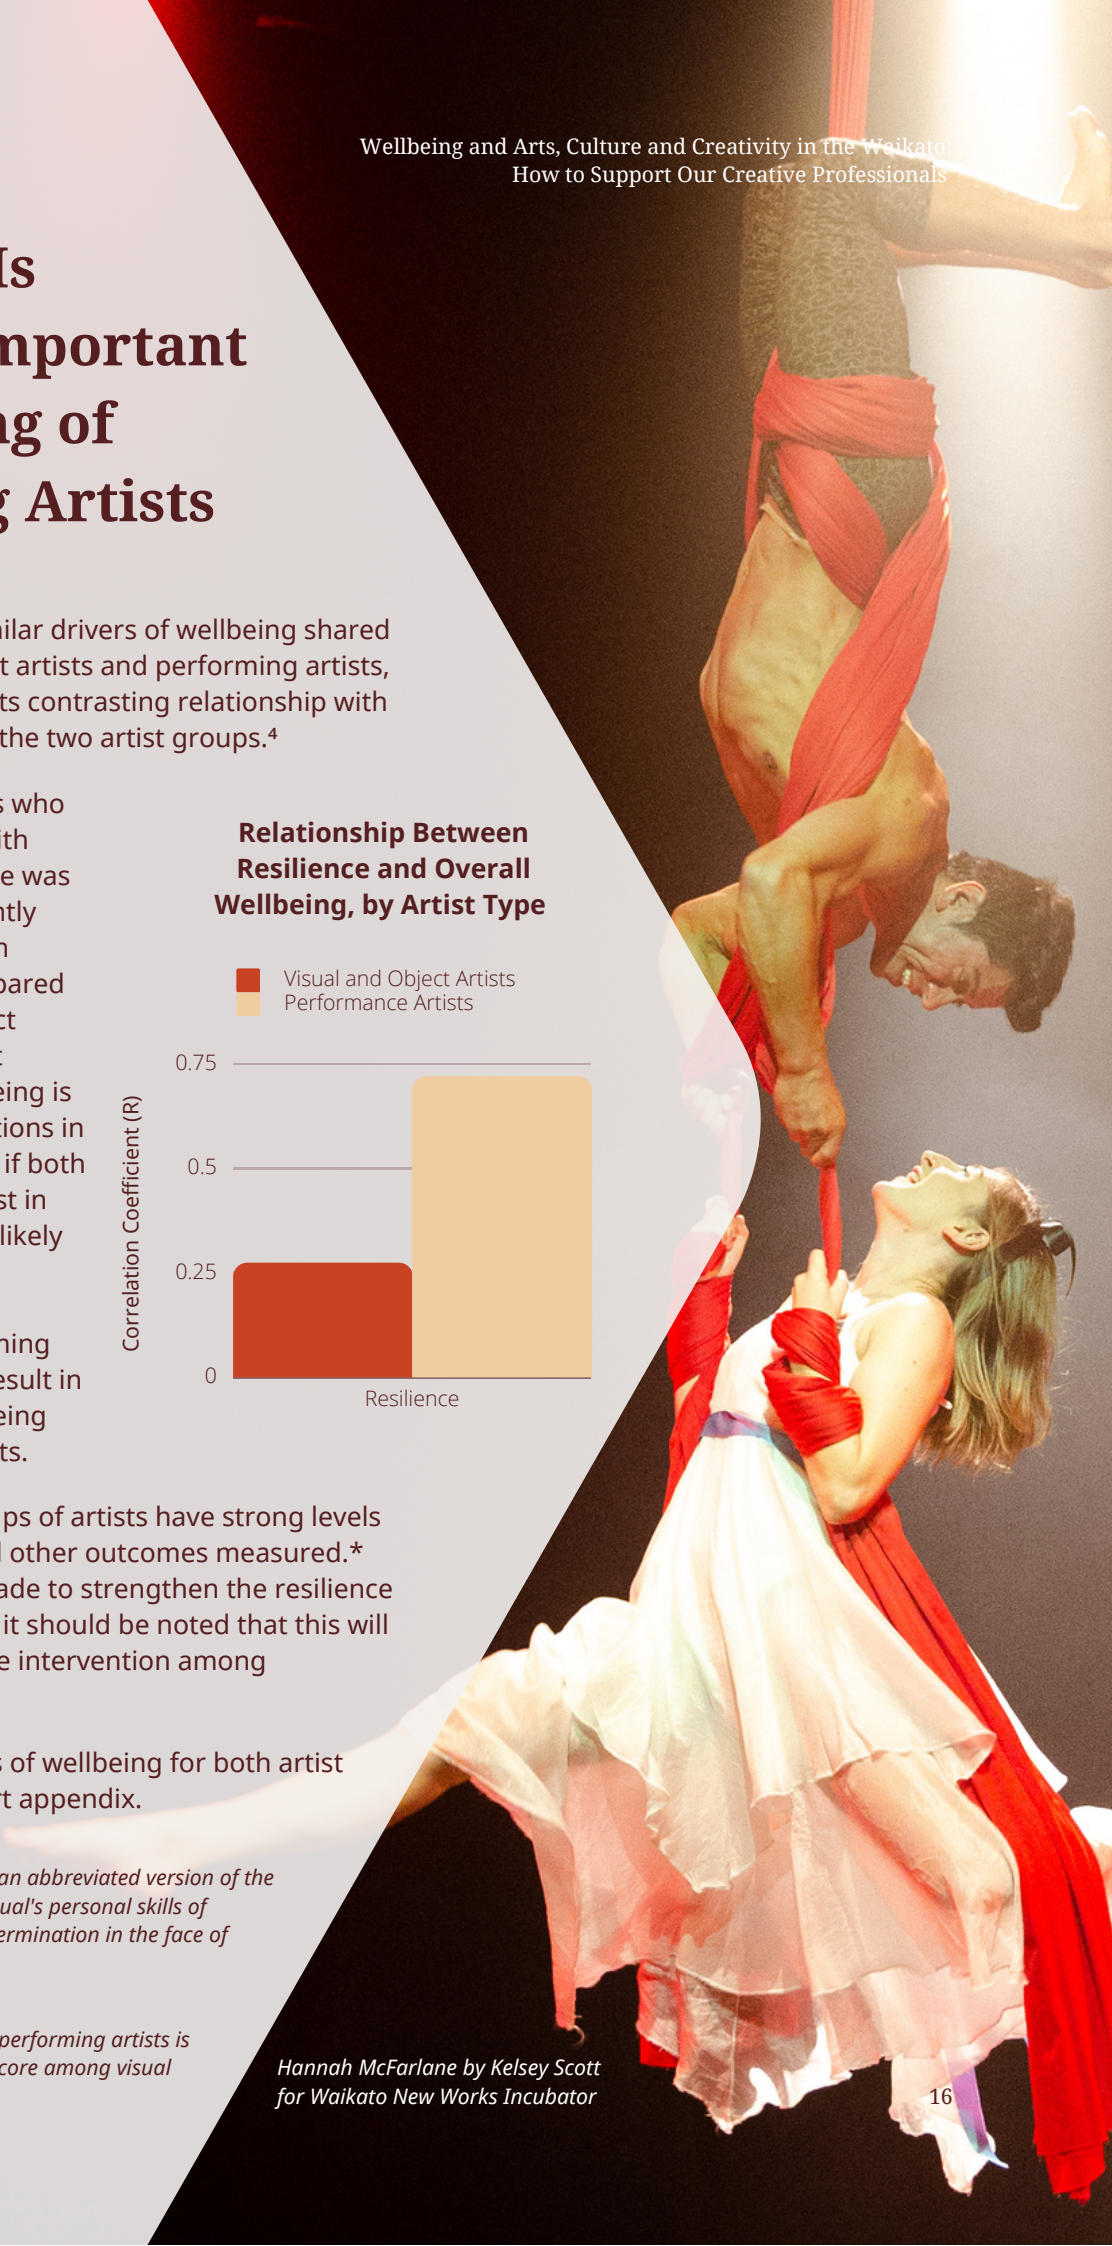 Wellbeing and Arts, Culture and Creativity in the Waikato:
How to Support Our Creative Professionals
Is
mportant
ng of
g Artists
ilar drivers of wellbeing shared
t artists and performing artists,
ts contrasting relationship with
the two artist groups.⁴
s who
ith
e was
ntly
n
pared
ct
t
eing is
tions in
if both
st in
likely
ming
esult in
eing
ts.
Relationship Between
Resilience and Overall
Wellbeing, by Artist Type
Visual and Object Artists
Performance Artists
Correlation Coefficient (R)
0.75
0.5
0.25
0
Resilience
ps of artists have strong levels
l other outcomes measured.*
ade to strengthen the resilience
it should be noted that this will
e intervention among
s of wellbeing for both artist
rt appendix.
an abbreviated version of the
ual's personal skills of
ermination in the face of
performing artists is
core among visual
Hannah McFarlane by Kelsey Scott
for Waikato New Works Incubator
16